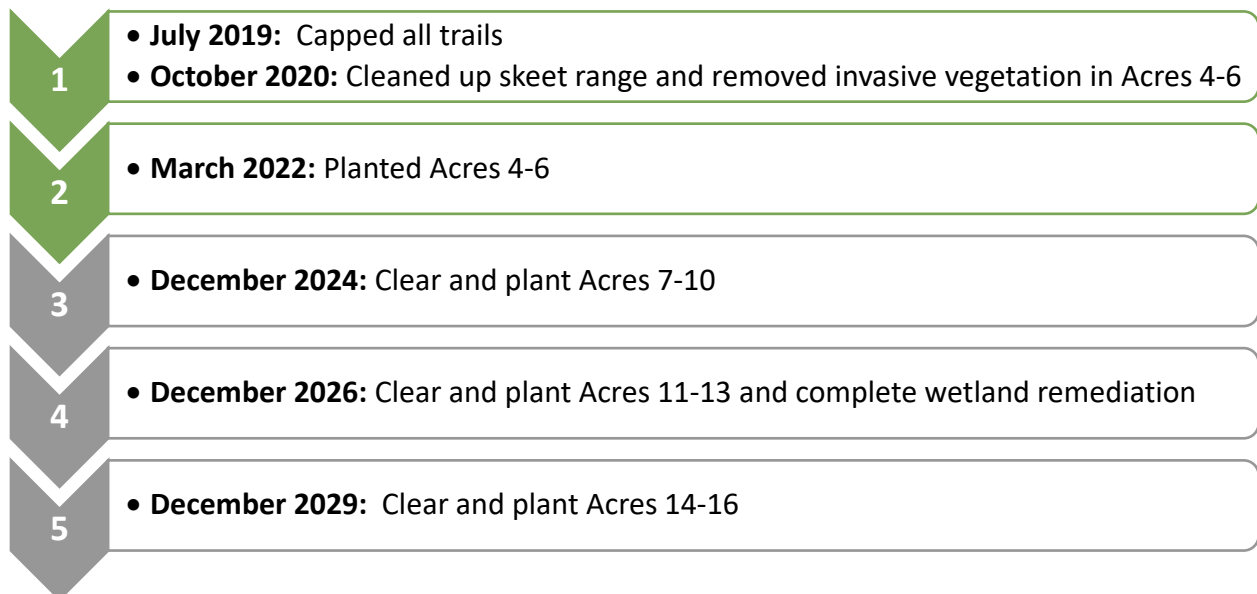 1
• July 2019: Capped all trails
• October 2020: Cleaned up skeet range and removed invasive vegetation in Acres 4-6
2
• March 2022: Planted Acres 4-6
3
• December 2024: Clear and plant Acres 7-10
4
• December 2026: Clear and plant Acres 11-13 and complete wetland remediation
5
• December 2029: Clear and plant Acres 14-16